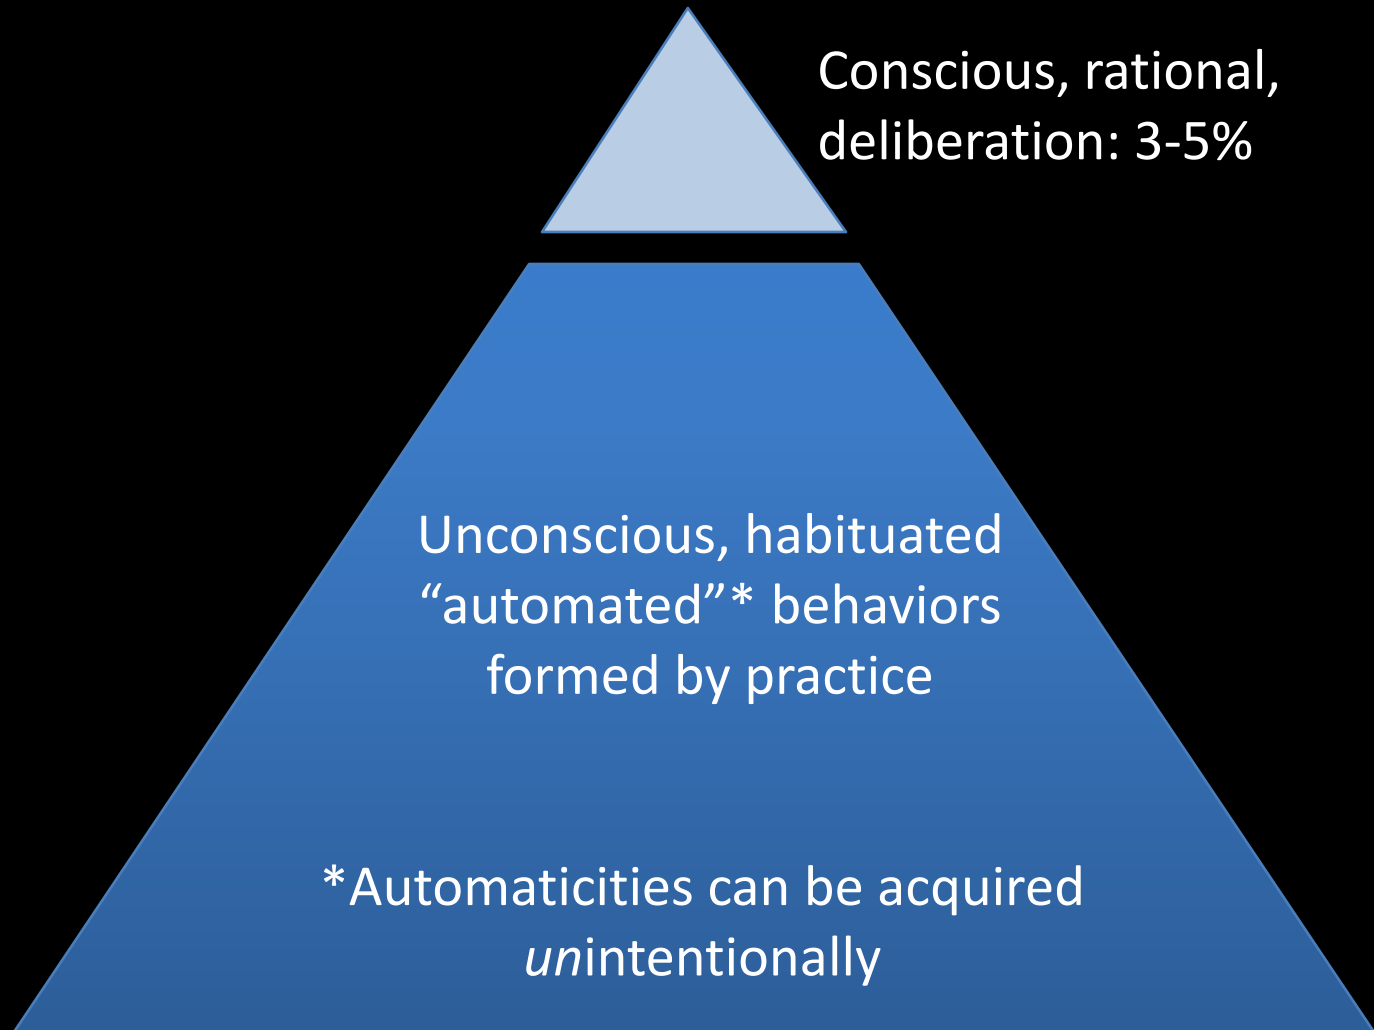 Conscious, rational,
deliberation: 3-5%
Unconscious, habituated
“automated”* behaviors
formed by practice
*Automaticities can be acquired
unintentionally